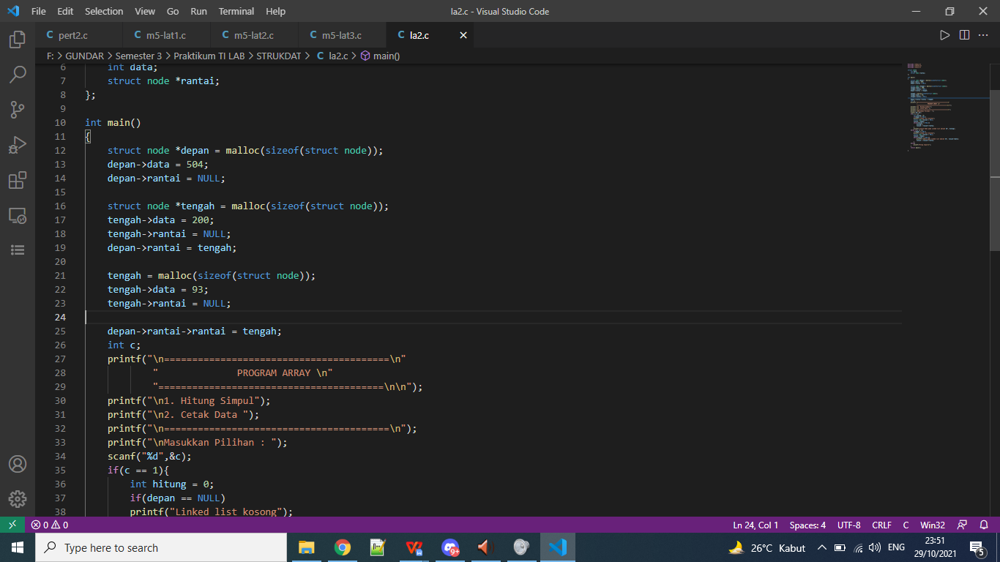 File Edit Selection View Go Run Terminal Help la2.c - Visual Studio Code
C pert2.c C m5-lat1.c C m5-lat2.c C m5-lat3.c C la2.c
F: > GUNDAR > Semester 3 > Praktikum TI LAB > STRUKDAT > C la2.c > main()
6 int data;
7 struct node *rantai;
8 };
9
10 int main()
11 {
12 struct node *depan = malloc(sizeof(struct node));
13 depan->data = 504;
14 depan->rantai = NULL;
15
16 struct node *tengah = malloc(sizeof(struct node));
17 tengah->data = 200;
18 tengah->rantai = NULL;
19 depan->rantai = tengah;
20
21 tengah = malloc(sizeof(struct node));
22 tengah->data = 93;
23 tengah->rantai = NULL;
24
25 depan->rantai->rantai = tengah;
26 int c;
27 printf("\n========================================\n"
28 " PROGRAM ARRAY \n"
29 "========================================\n\n");
30 printf("\n1. Hitung Simpul");
31 printf("\n2. Cetak Data ");
32 printf("\n========================================\n");
33 printf("\nMasukkan Pilihan : ");
34 scanf("%d",&c);
35 if(c == 1){
36 int hitung = 0;
37 if(depan == NULL)
38 printf("Linked list kosong");
0 0 Ln 24, Col 1 Spaces: 4 UTF-8 CRLF C Win32
Type here to search 9+ 26°C Kabut ENG 23:51
29/10/2021 5